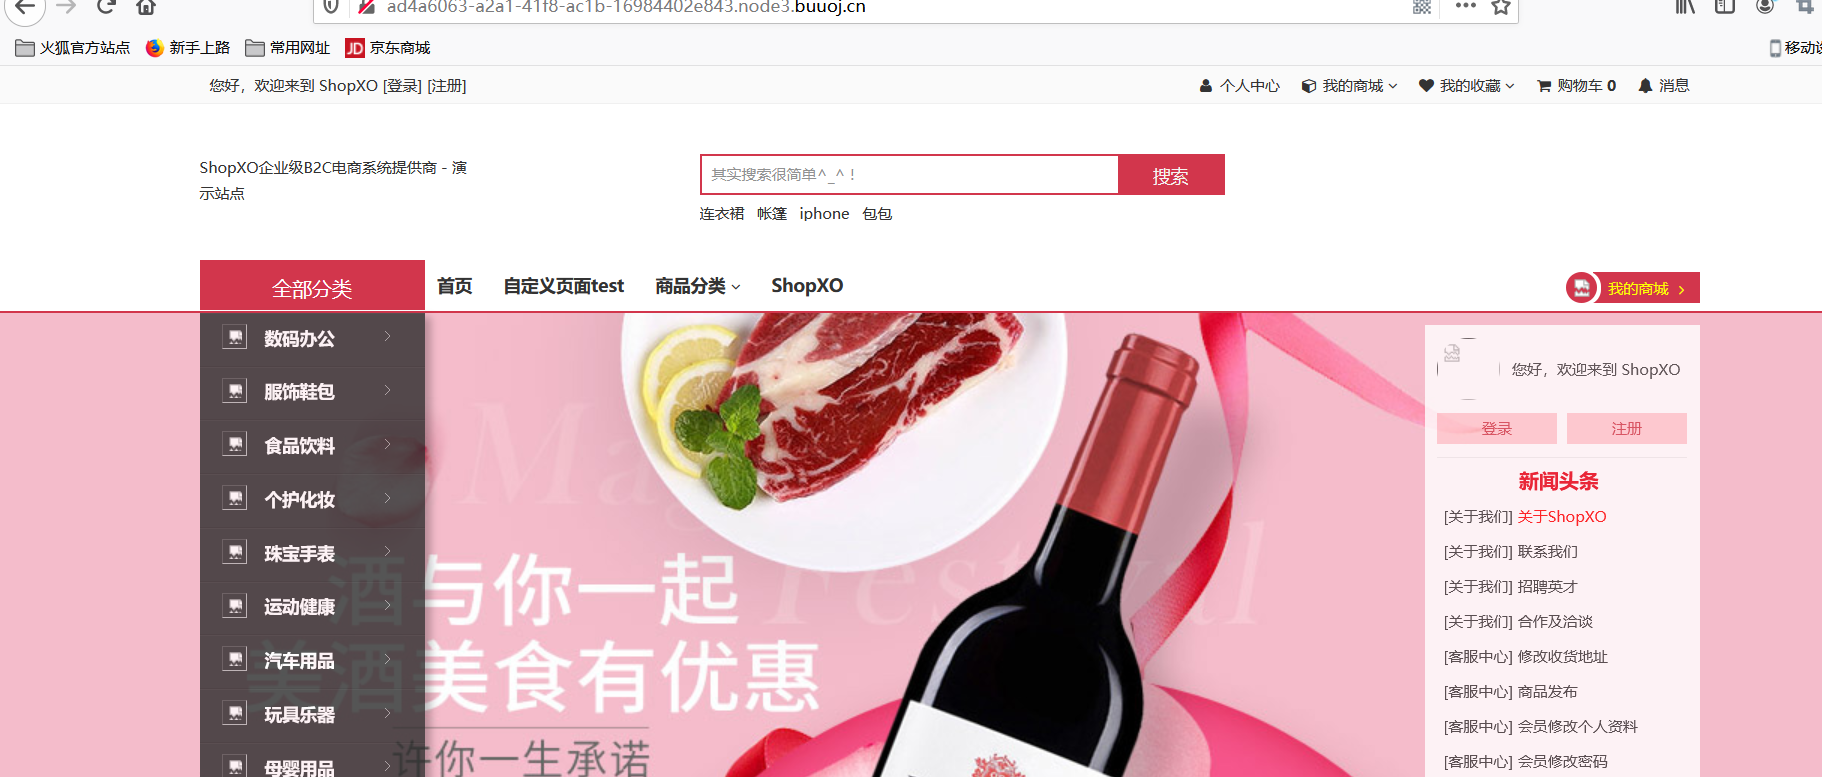 ad4a6063-a2a1-41f8-ac1b-16984402e843.node3.buuoj.cn
火狐官方站点 新手上路 常用网址 JD 京东商城
您好，欢迎来到 ShopXO [登录] [注册]
个人中心 我的商城 我的收藏 购物车 0 消息
ShopXO企业级B2C电商系统提供商 - 演
示站点
其实搜索很简单^_^ !
搜索
连衣裙 帐篷 iphone 包包
全部分类 首页 自定义页面test 商品分类 ShopXO 我的商城
数码办公
服饰鞋包
食品饮料
个护化妆
珠宝手表
运动健康
汽车用品
玩具乐器
母婴用品
Festival
酒与你一起
美酒美食有优惠
许你一生承诺
您好，欢迎来到 ShopXO
登录 注册
新闻头条
[关于我们] 关于ShopXO
[关于我们] 联系我们
[关于我们] 招聘英才
[关于我们] 合作及洽谈
[客服中心] 修改收货地址
[客服中心] 商品发布
[客服中心] 会员修改个人资料
[客服中心] 会员修改密码